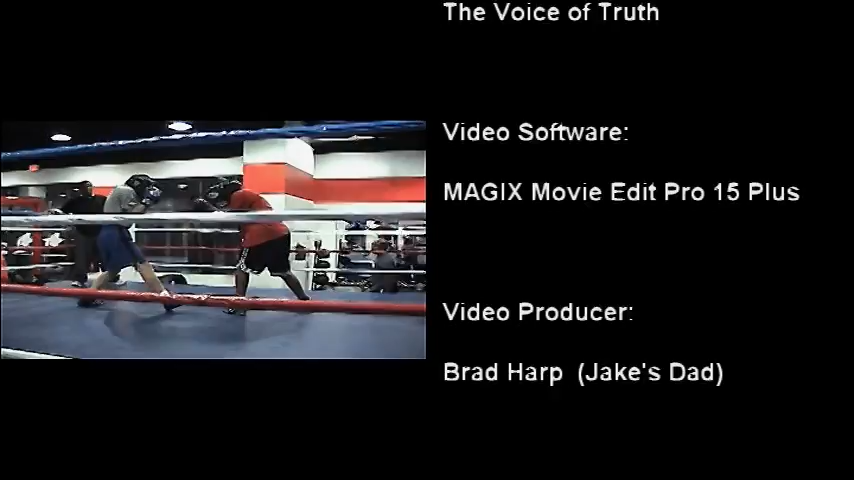 The Voice of Truth
Video Software:
MAGIX Movie Edit Pro 15 Plus
Video Producer:
Brad Harp (Jake's Dad)